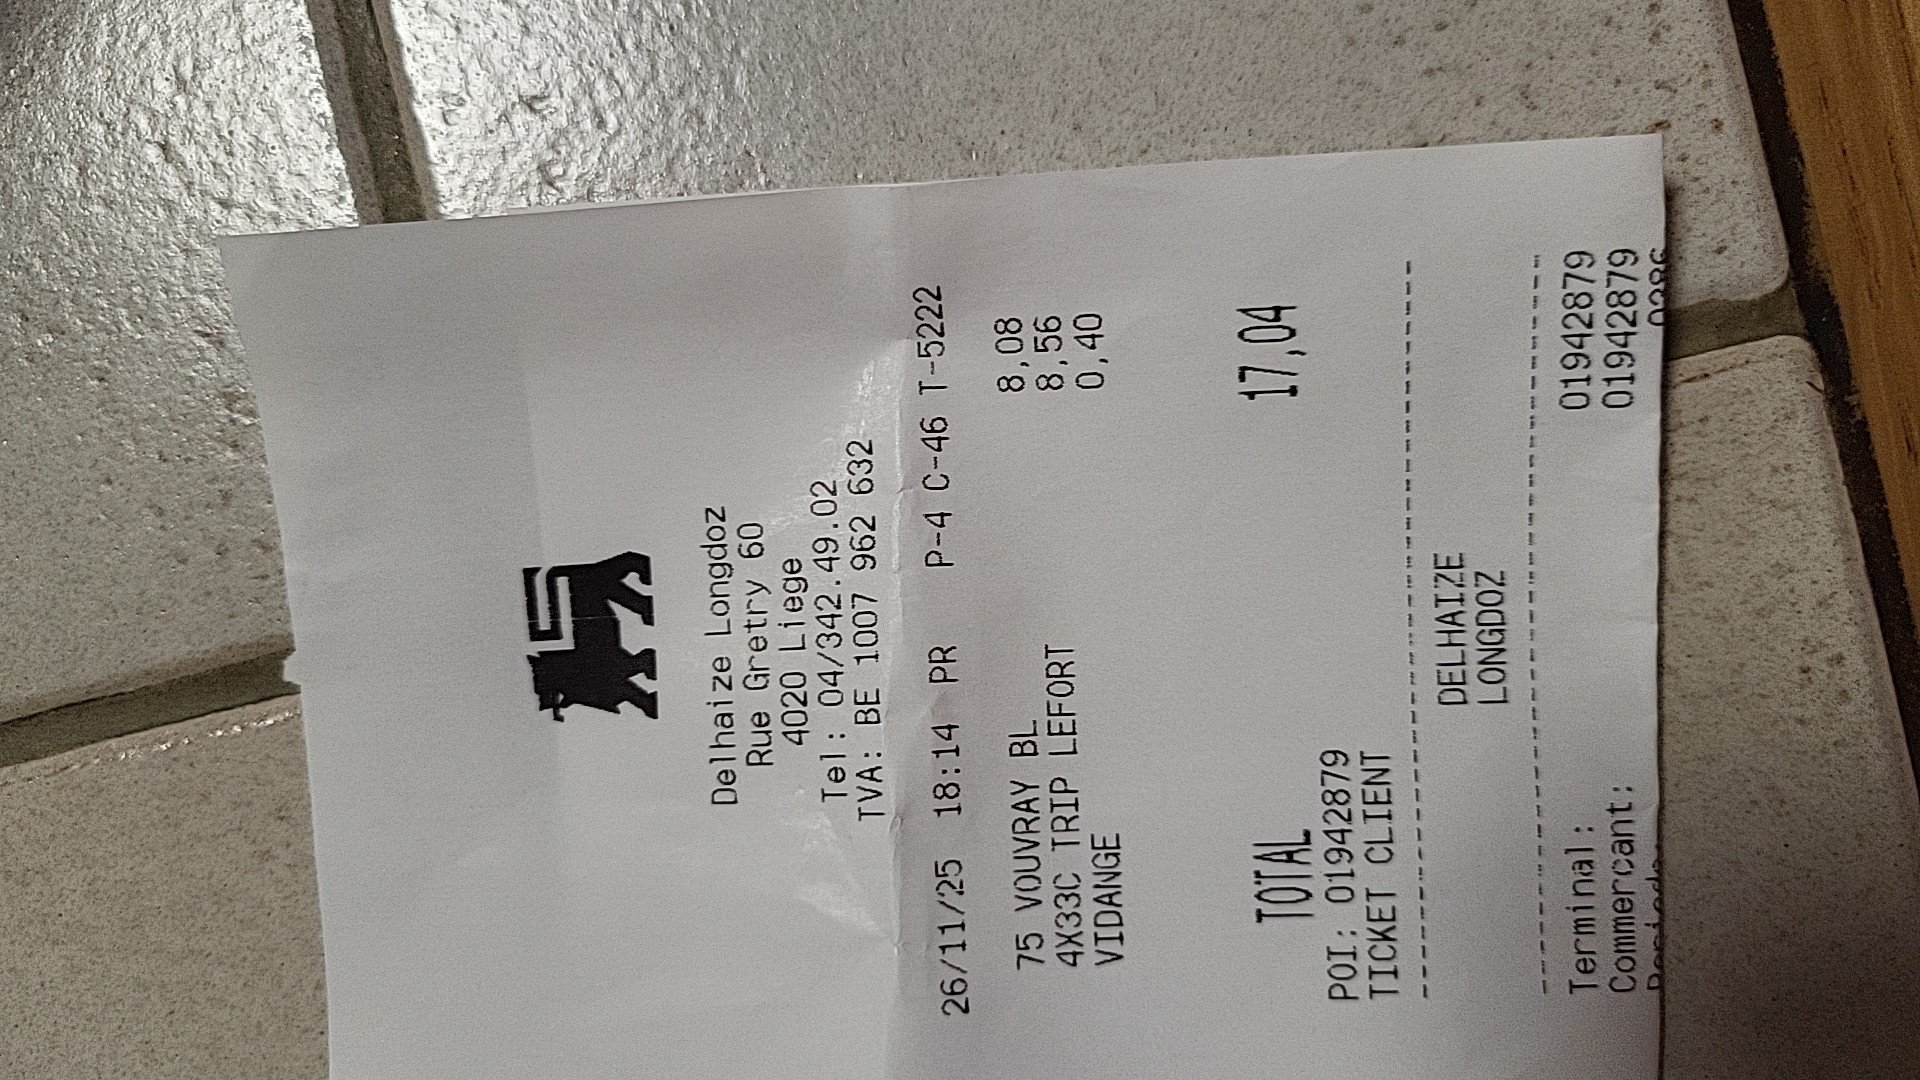 Delhaize Longdoz
Rue Gretry 60
4020 Liege
Tel: 04/342.49.02
TVA: BE 1007 962 632
26/11/25 18:14 PR P-4 C-46 T-5222
75 VOUVRAY BL 8,08
4X33C TRIP LEFORT 8,56
VIDANGE 0,40
TOTAL 17,04
POI: 01942879
TICKET CLIENT
--------------------------------
DELHAIZE
LONGDOZ
--------------------------------
Terminal: 01942879
Commercant: 01942879